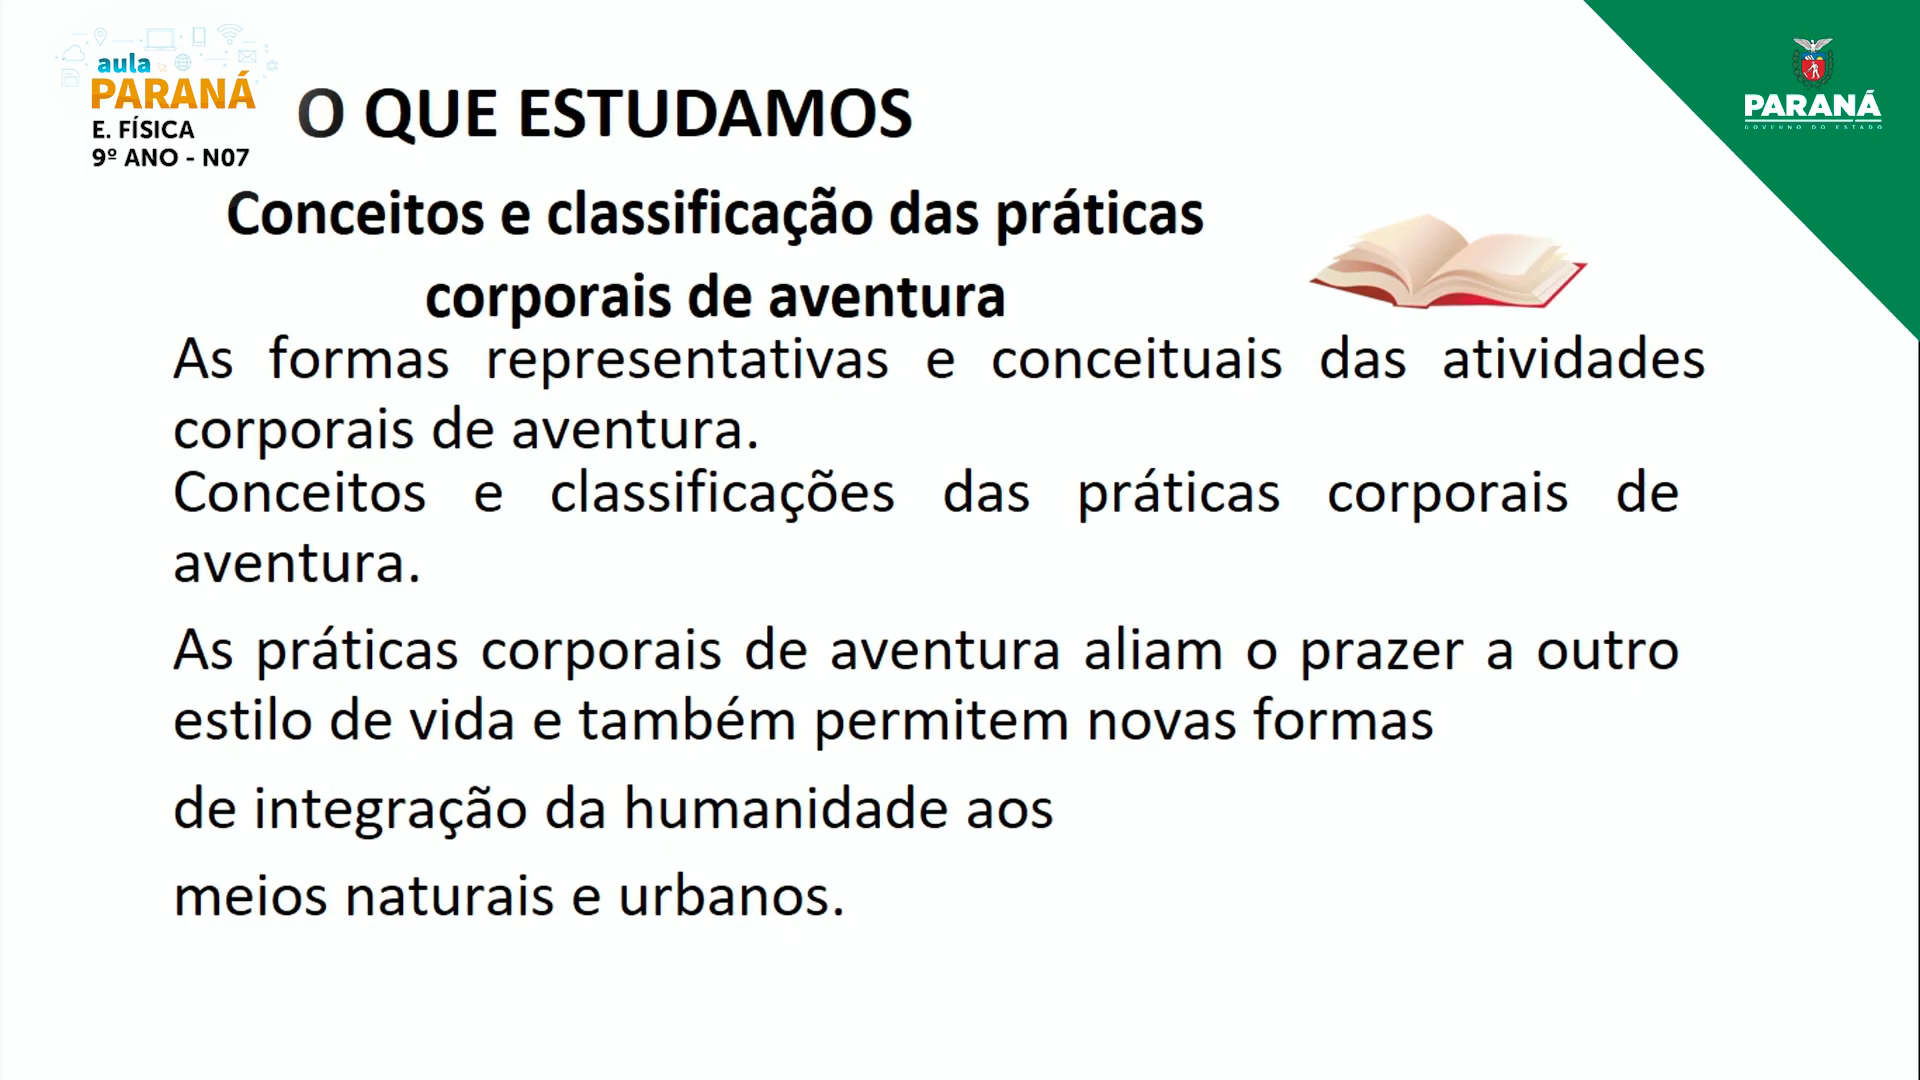 aula
PARANÁ
E. FÍSICA
9º ANO - N07
O QUE ESTUDAMOS
PARANÁ
GOVERNO DO ESTADO
Conceitos e classificação das práticas
corporais de aventura
As formas representativas e conceituais das atividades
corporais de aventura.
Conceitos e classificações das práticas corporais de
aventura.
As práticas corporais de aventura aliam o prazer a outro
estilo de vida e também permitem novas formas
de integração da humanidade aos
meios naturais e urbanos.